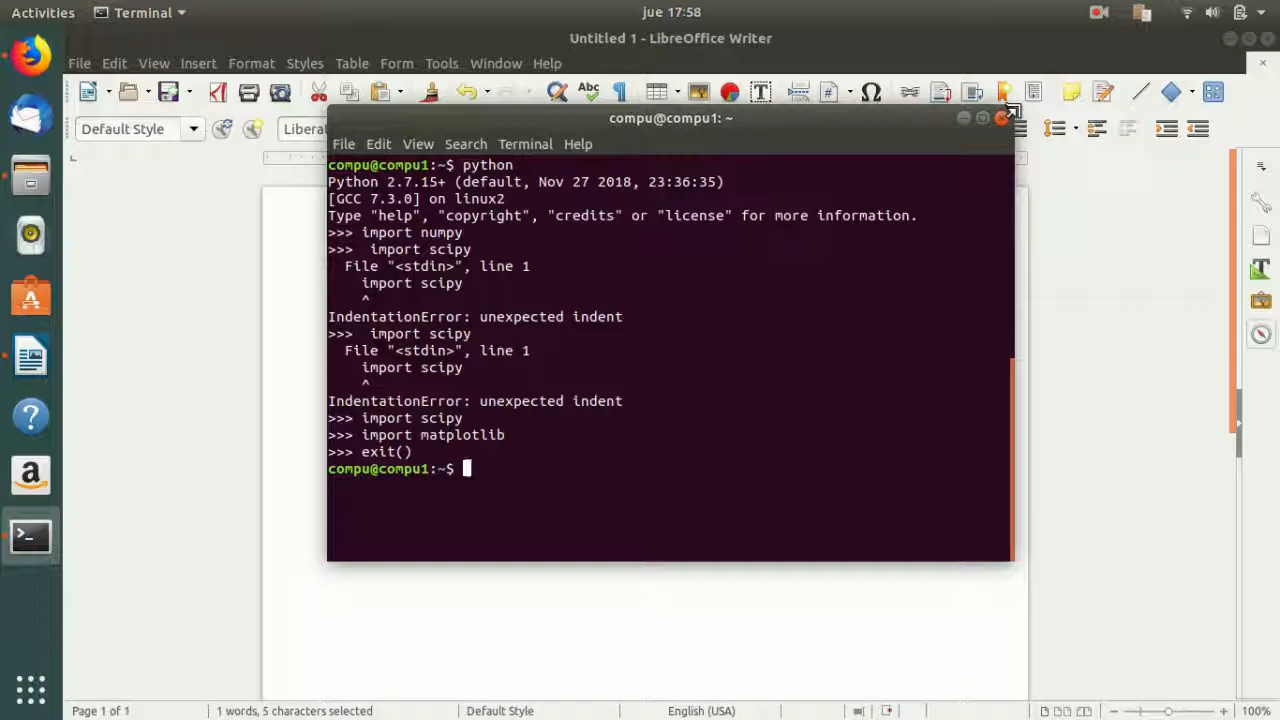 Activities Terminal jue 17:58
Untitled 1 - LibreOffice Writer
File Edit View Insert Format Styles Table Form Tools Window Help
Default Style Liberat
compu@compu1: ~
File Edit View Search Terminal Help
compu@compu1:~$ python
Python 2.7.15+ (default, Nov 27 2018, 23:36:35)
[GCC 7.3.0] on linux2
Type "help", "copyright", "credits" or "license" for more information.
>>> import numpy
>>>  import scipy
  File "<stdin>", line 1
    import scipy
    ^
IndentationError: unexpected indent
>>>  import scipy
  File "<stdin>", line 1
    import scipy
    ^
IndentationError: unexpected indent
>>> import scipy
>>> import matplotlib
>>> exit()
compu@compu1:~$
Page 1 of 1 1 words, 5 characters selected Default Style English (USA) 100%